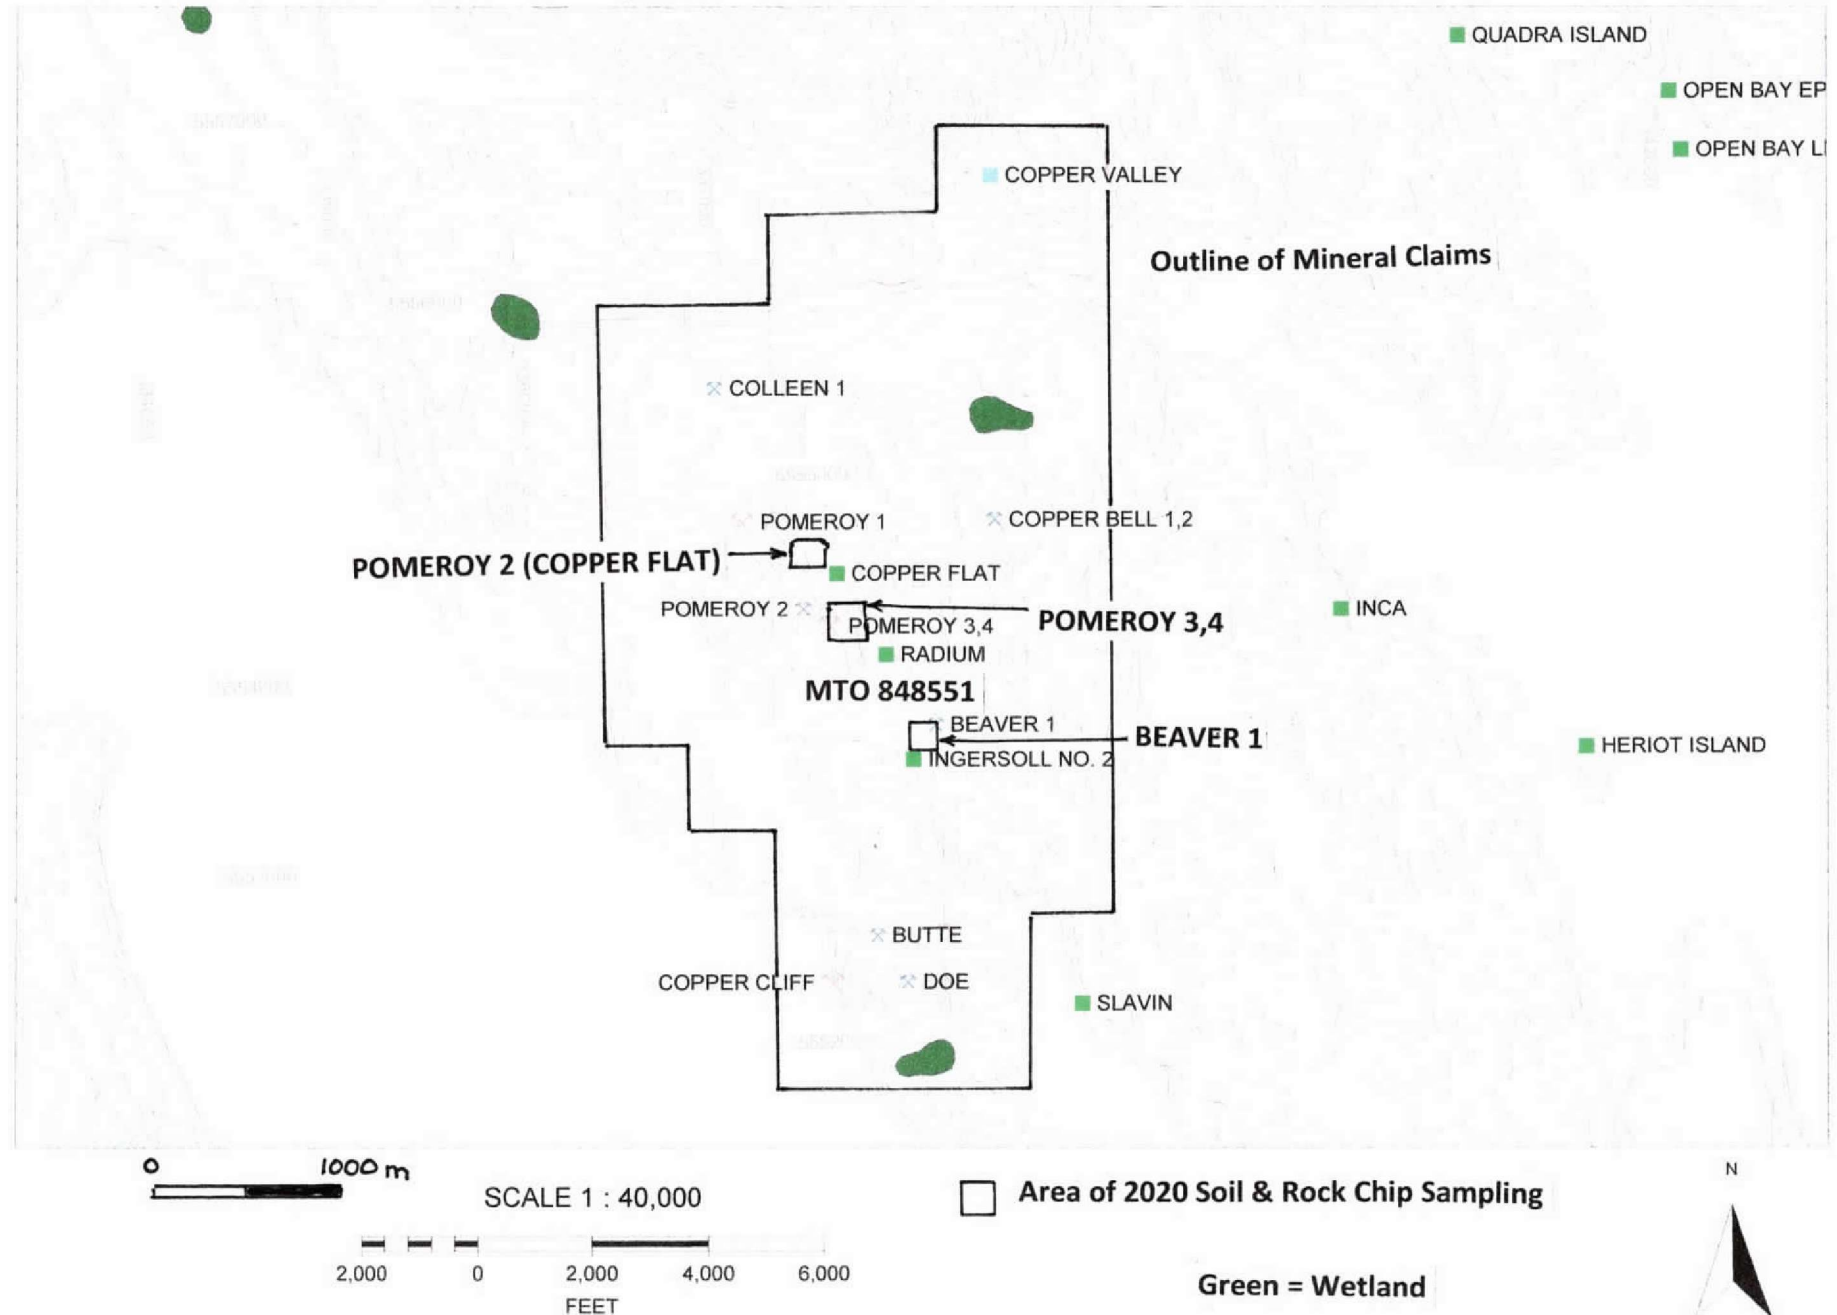 QUADRA ISLAND
OPEN BAY EP
OPEN BAY LI
COPPER VALLEY
Outline of Mineral Claims
COLLEEN 1
POMEROY 1
COPPER BELL 1,2
POMEROY 2 (COPPER FLAT)
COPPER FLAT
POMEROY 2
INCA
POMEROY 3,4
POMEROY 3,4
RADIUM
MTO 848551
BEAVER 1
BEAVER 1
HERIOT ISLAND
INGERSOLL NO. 2
BUTTE
COPPER CLIFF
DOE
SLAVIN
0 1000 m
N
SCALE 1 : 40,000
Area of 2020 Soil & Rock Chip Sampling
2,000 0 2,000 4,000 6,000
FEET
Green = Wetland